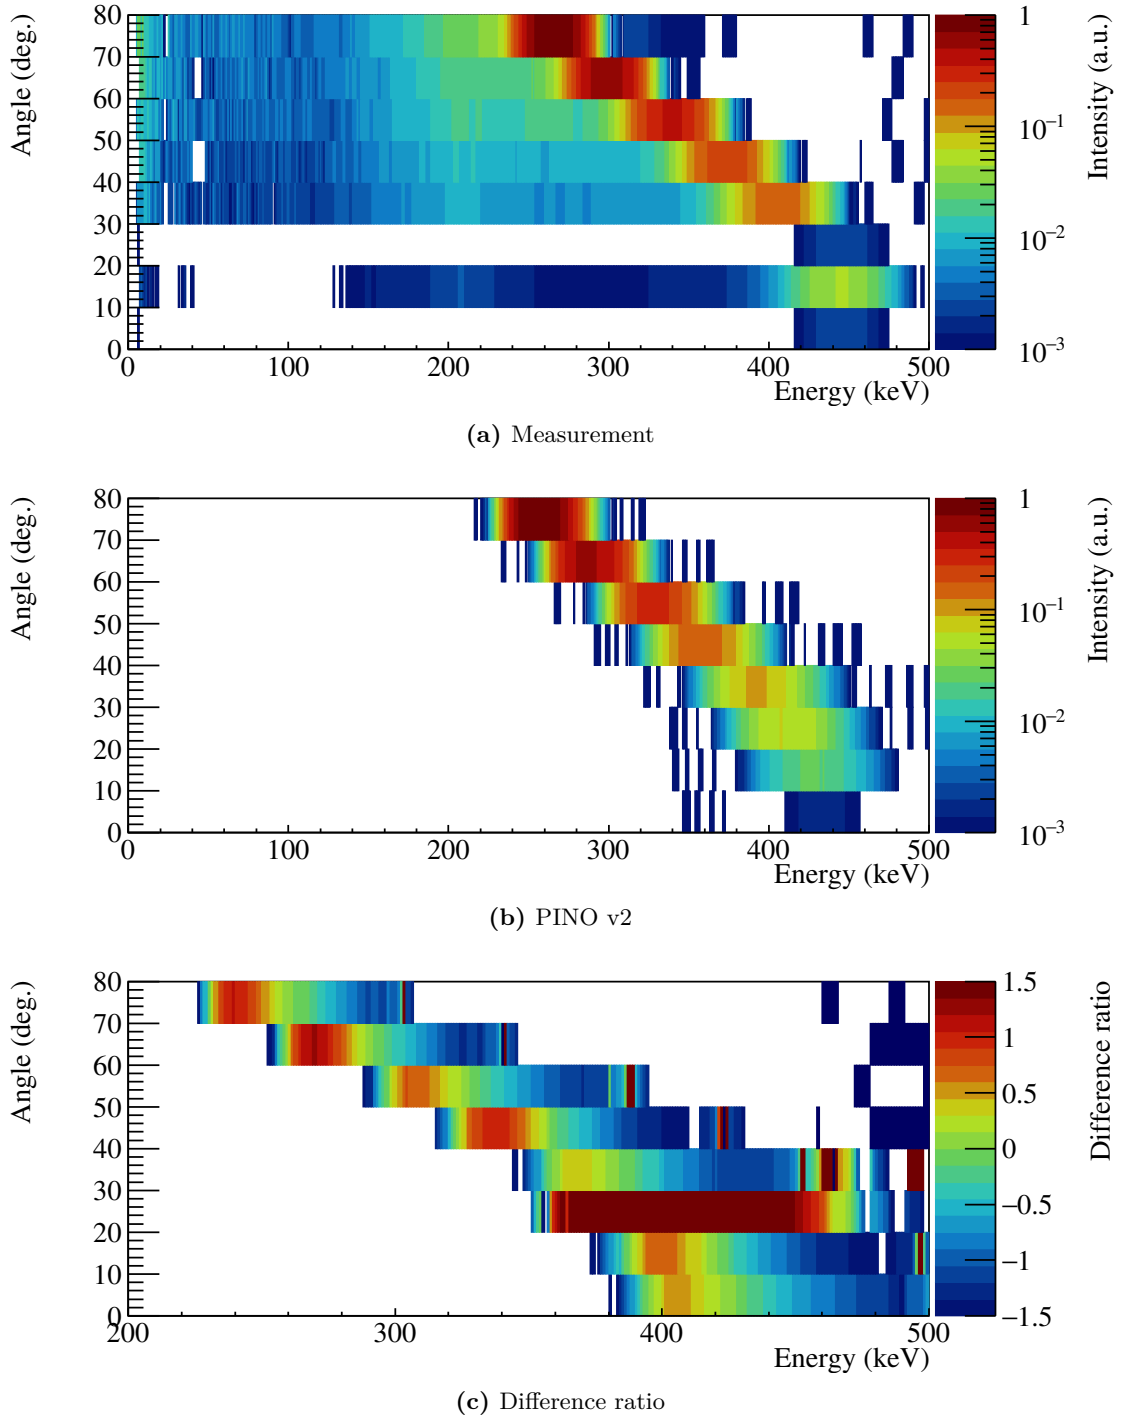 Angle (deg.)
80
70
60
50
40
30
20
10
0
0 100 200 300 400 500
Energy (keV)
1
10⁻¹
10⁻²
10⁻³
Intensity (a.u.)
(a) Measurement
Angle (deg.)
80
70
60
50
40
30
20
10
0
0 100 200 300 400 500
Energy (keV)
1
10⁻¹
10⁻²
10⁻³
Intensity (a.u.)
(b) PINO v2
Angle (deg.)
80
70
60
50
40
30
20
10
0
200 300 400 500
Energy (keV)
1.5
1
0.5
0
−0.5
−1
−1.5
Difference ratio
(c) Difference ratio